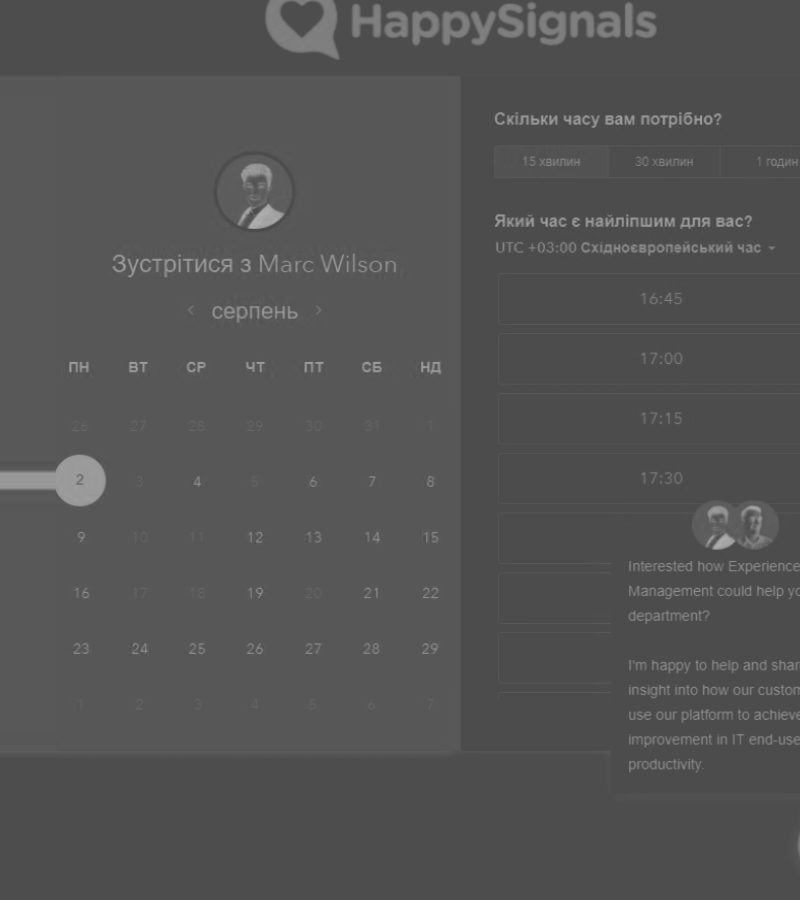 HappySignals
Зустрітися з Marc Wilson
серпень
ПН ВТ СР ЧТ ПТ СБ НД
26 27 28 29 30 31 1
2 3 4 5 6 7 8
9 10 11 12 13 14 15
16 17 18 19 20 21 22
23 24 25 26 27 28 29
1 2 3 4 5 6 7
Скільки часу вам потрібно?
15 хвилин 30 хвилин 1 годин
Який час є найліпшим для вас?
UTC +03:00 Східноєвропейський час
16:45
17:00
17:15
17:30
Interested how Experience
Management could help yo
department?
I'm happy to help and shar
insight into how our custom
use our platform to achieve
improvement in IT end-use
productivity.